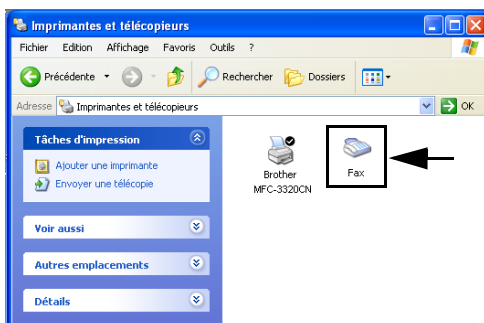 Imprimantes et télécopieurs
Fichier Edition Affichage Favoris Outils ?
Précédente Rechercher Dossiers
Adresse Imprimantes et télécopieurs OK
Tâches d'impression
Ajouter une imprimante
Envoyer une télécopie
Voir aussi
Autres emplacements
Détails
Brother
MFC-3320CN
Fax